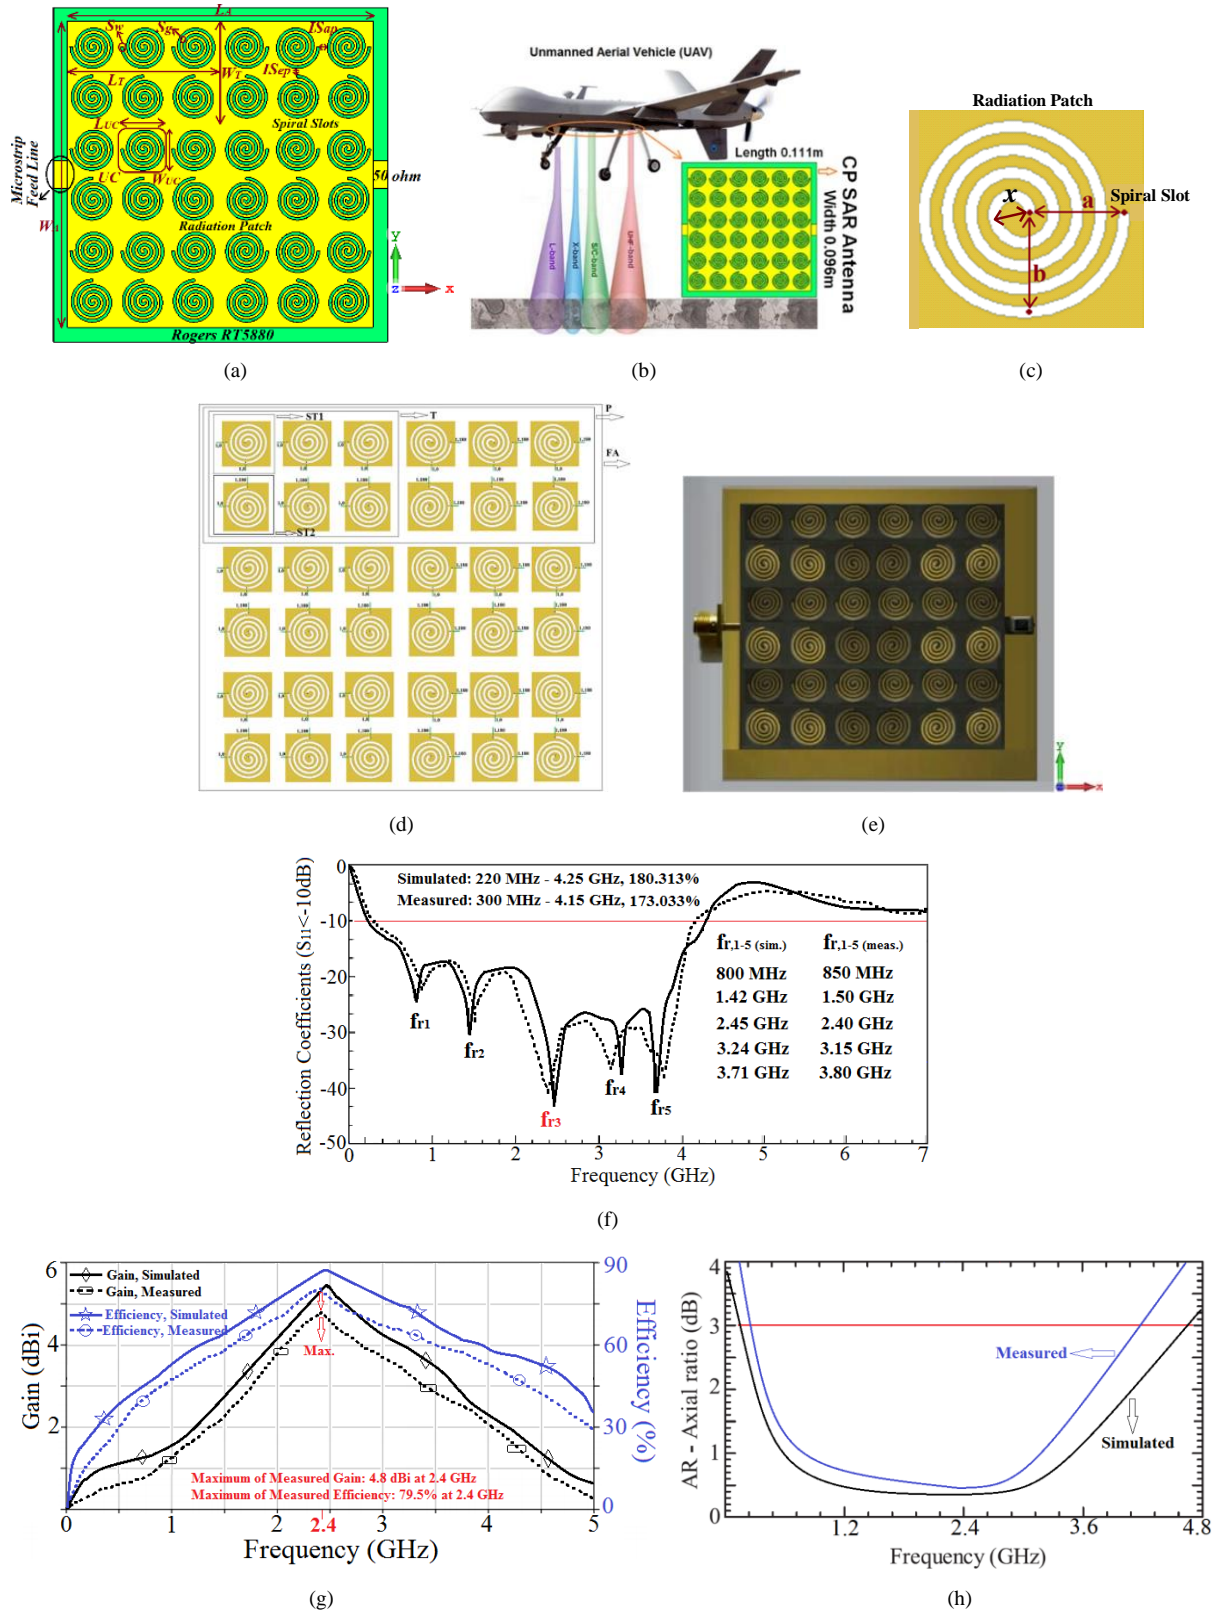 L_A
Sw
Sg
ISap
L_T
W_T
ISep
L_UC
Spiral Slots
Microstrip
Feed Line
UC
W_UC
50 ohm
Radiation Patch
y
z
x
Rogers RT5880
(a)
Unmanned Aerial Vehicle (UAV)
Length 0.111m
CP SAR Antenna
Width 0.096m
L-band
X-band
S/C-band
UHF-band
(b)
Radiation Patch
x
a
Spiral Slot
b
(c)
ST1
T
P
FA
ST2
(d)
y
x
(e)
0
-10
-20
-30
-40
-50
Reflection Coefficients (S11<-10dB)
Simulated: 220 MHz - 4.25 GHz, 180.313%
Measured: 300 MHz - 4.15 GHz, 173.033%
fr,1-5 (sim.) fr,1-5 (meas.)
800 MHz 850 MHz
1.42 GHz 1.50 GHz
2.45 GHz 2.40 GHz
3.24 GHz 3.15 GHz
3.71 GHz 3.80 GHz
fr1
fr2
fr3
fr4
fr5
0 1 2 3 4 5 6 7
Frequency (GHz)
(f)
6
4
2
0
Gain (dBi)
Gain, Simulated
Gain, Measured
Efficiency, Simulated
Efficiency, Measured
Max.
Maximum of Measured Gain: 4.8 dBi at 2.4 GHz
Maximum of Measured Efficiency: 79.5% at 2.4 GHz
90
60
30
0
Efficiency (%)
0 1 2 2.4 3 4 5
Frequency (GHz)
(g)
4
3
2
1
0
AR - Axial ratio (dB)
Measured
Simulated
1.2 2.4 3.6 4.8
Frequency (GHz)
(h)